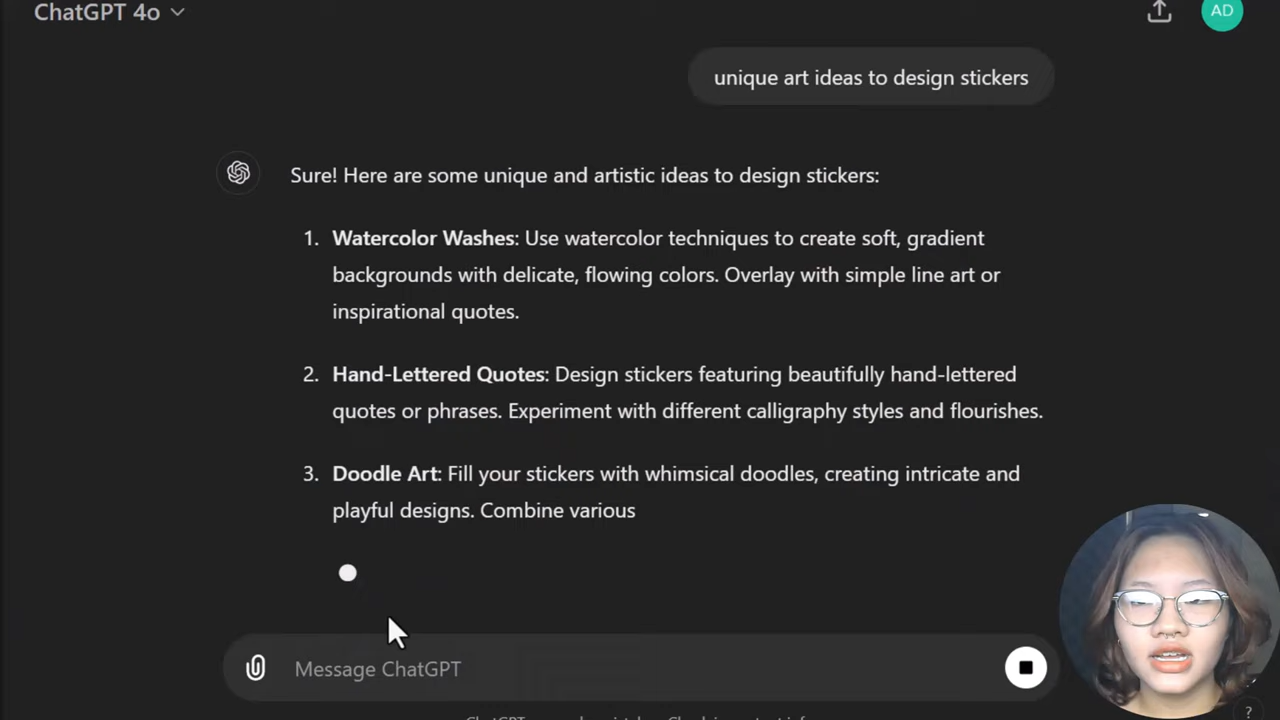 ChatGPT 4o
AD
unique art ideas to design stickers
Sure! Here are some unique and artistic ideas to design stickers:
1. Watercolor Washes: Use watercolor techniques to create soft, gradient
backgrounds with delicate, flowing colors. Overlay with simple line art or
inspirational quotes.
2. Hand-Lettered Quotes: Design stickers featuring beautifully hand-lettered
quotes or phrases. Experiment with different calligraphy styles and flourishes.
3. Doodle Art: Fill your stickers with whimsical doodles, creating intricate and
playful designs. Combine various
Message ChatGPT
?